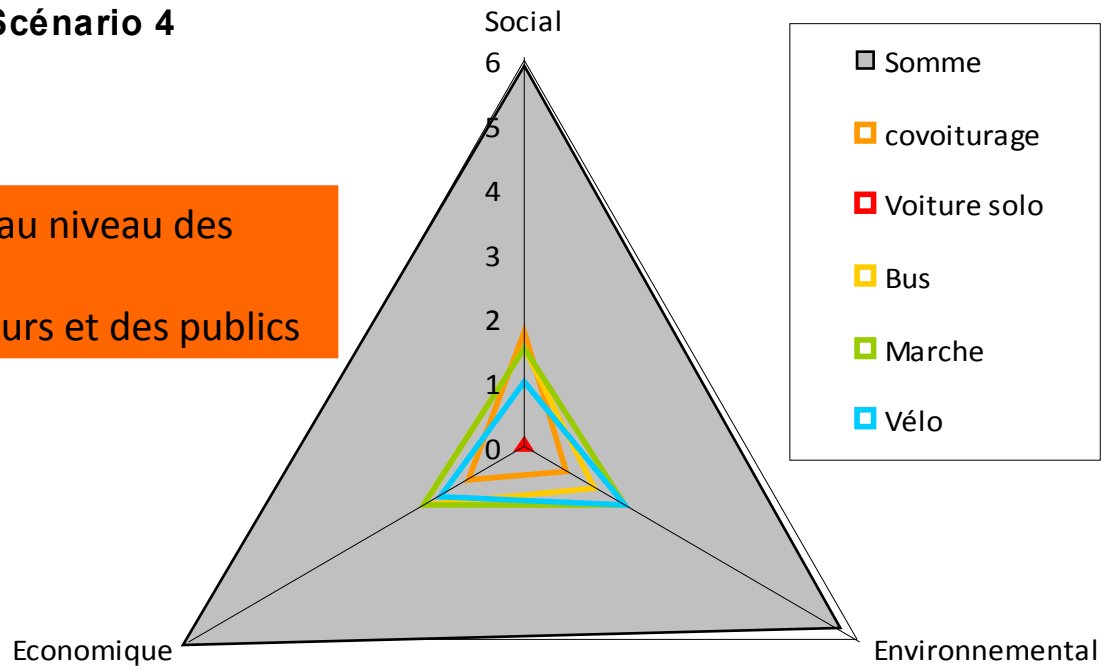 Scénario 4
au niveau des
urs et des publics
Social
6
5
4
3
2
1
0
Economique
Environnemental
Somme
covoiturage
Voiture solo
Bus
Marche
Vélo